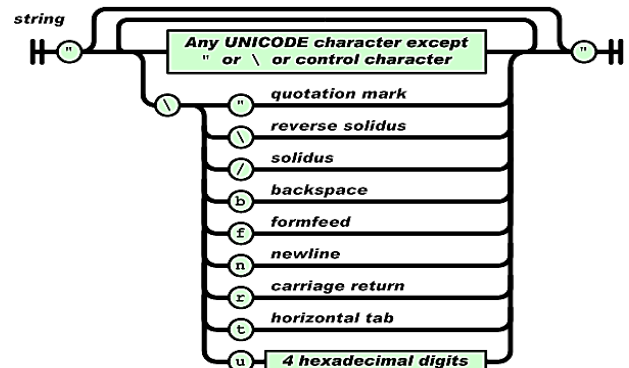 string
" Any UNICODE character except "
" or \ or control character
\ " quotation mark
\ reverse solidus
/ solidus
b backspace
f formfeed
n newline
r carriage return
t horizontal tab
u 4 hexadecimal digits